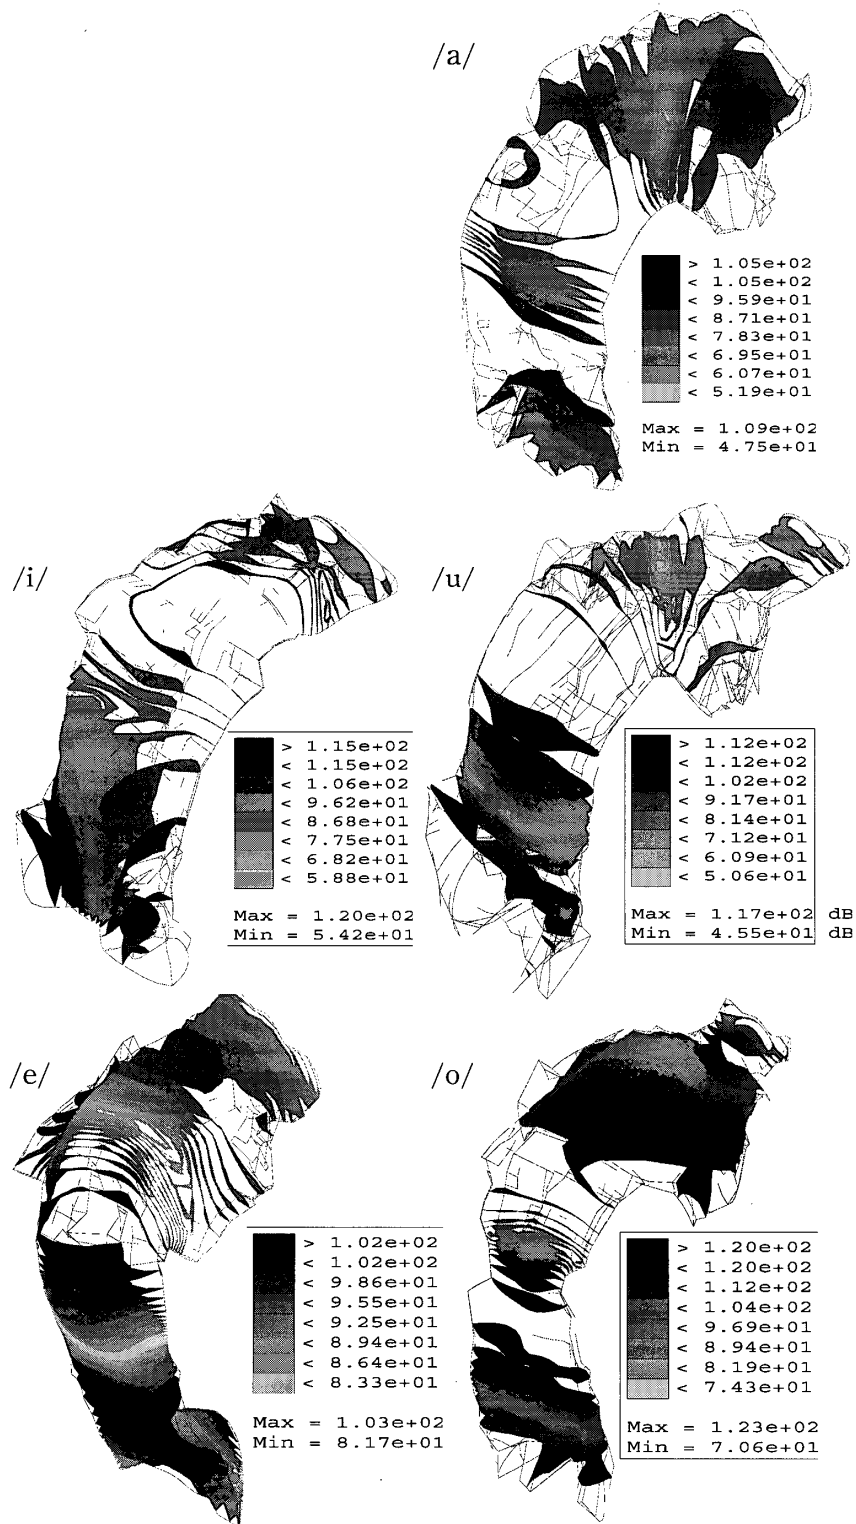 /a/
> 1.05e+02
< 1.05e+02
< 9.59e+01
< 8.71e+01
< 7.83e+01
< 6.95e+01
< 6.07e+01
< 5.19e+01
Max = 1.09e+02
Min = 4.75e+01
/i/
> 1.15e+02
< 1.15e+02
< 1.06e+02
< 9.62e+01
< 8.68e+01
< 7.75e+01
< 6.82e+01
< 5.88e+01
Max = 1.20e+02
Min = 5.42e+01
/u/
> 1.12e+02
< 1.12e+02
< 1.02e+02
< 9.17e+01
< 8.14e+01
< 7.12e+01
< 6.09e+01
< 5.06e+01
Max = 1.17e+02 dB
Min = 4.55e+01 dB
/e/
> 1.02e+02
< 1.02e+02
< 9.86e+01
< 9.55e+01
< 9.25e+01
< 8.94e+01
< 8.64e+01
< 8.33e+01
Max = 1.03e+02
Min = 8.17e+01
/o/
> 1.20e+02
< 1.20e+02
< 1.12e+02
< 1.04e+02
< 9.69e+01
< 8.94e+01
< 8.19e+01
< 7.43e+01
Max = 1.23e+02
Min = 7.06e+01